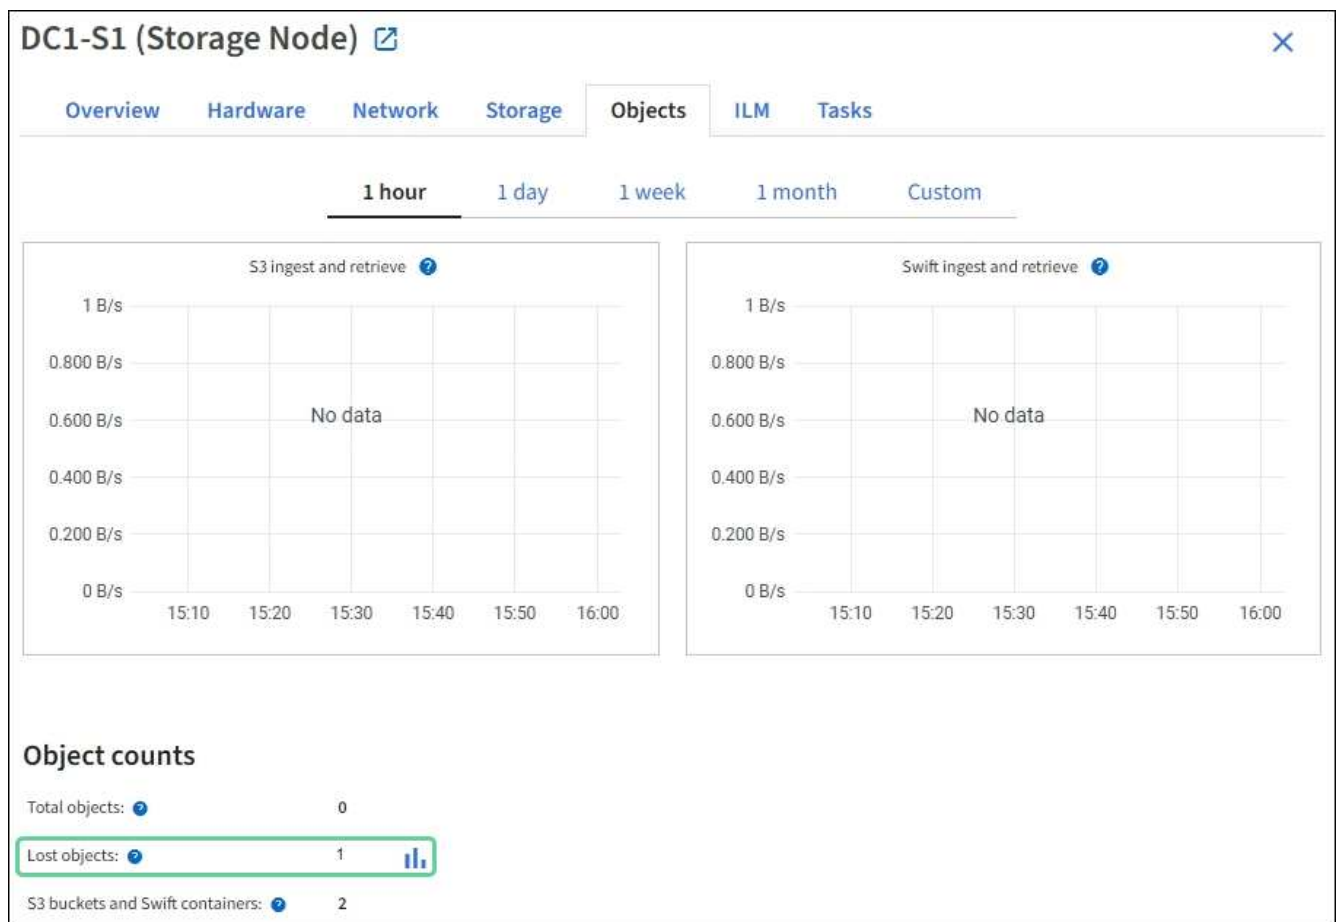 DC1-S1 (Storage Node)
Overview Hardware Network Storage Objects ILM Tasks
1 hour 1 day 1 week 1 month Custom
S3 ingest and retrieve
1 B/s
0.800 B/s
0.600 B/s
0.400 B/s
0.200 B/s
0 B/s
No data
15:10 15:20 15:30 15:40 15:50 16:00
Swift ingest and retrieve
1 B/s
0.800 B/s
0.600 B/s
0.400 B/s
0.200 B/s
0 B/s
No data
15:10 15:20 15:30 15:40 15:50 16:00
Object counts
Total objects: 0
Lost objects: 1
S3 buckets and Swift containers: 2